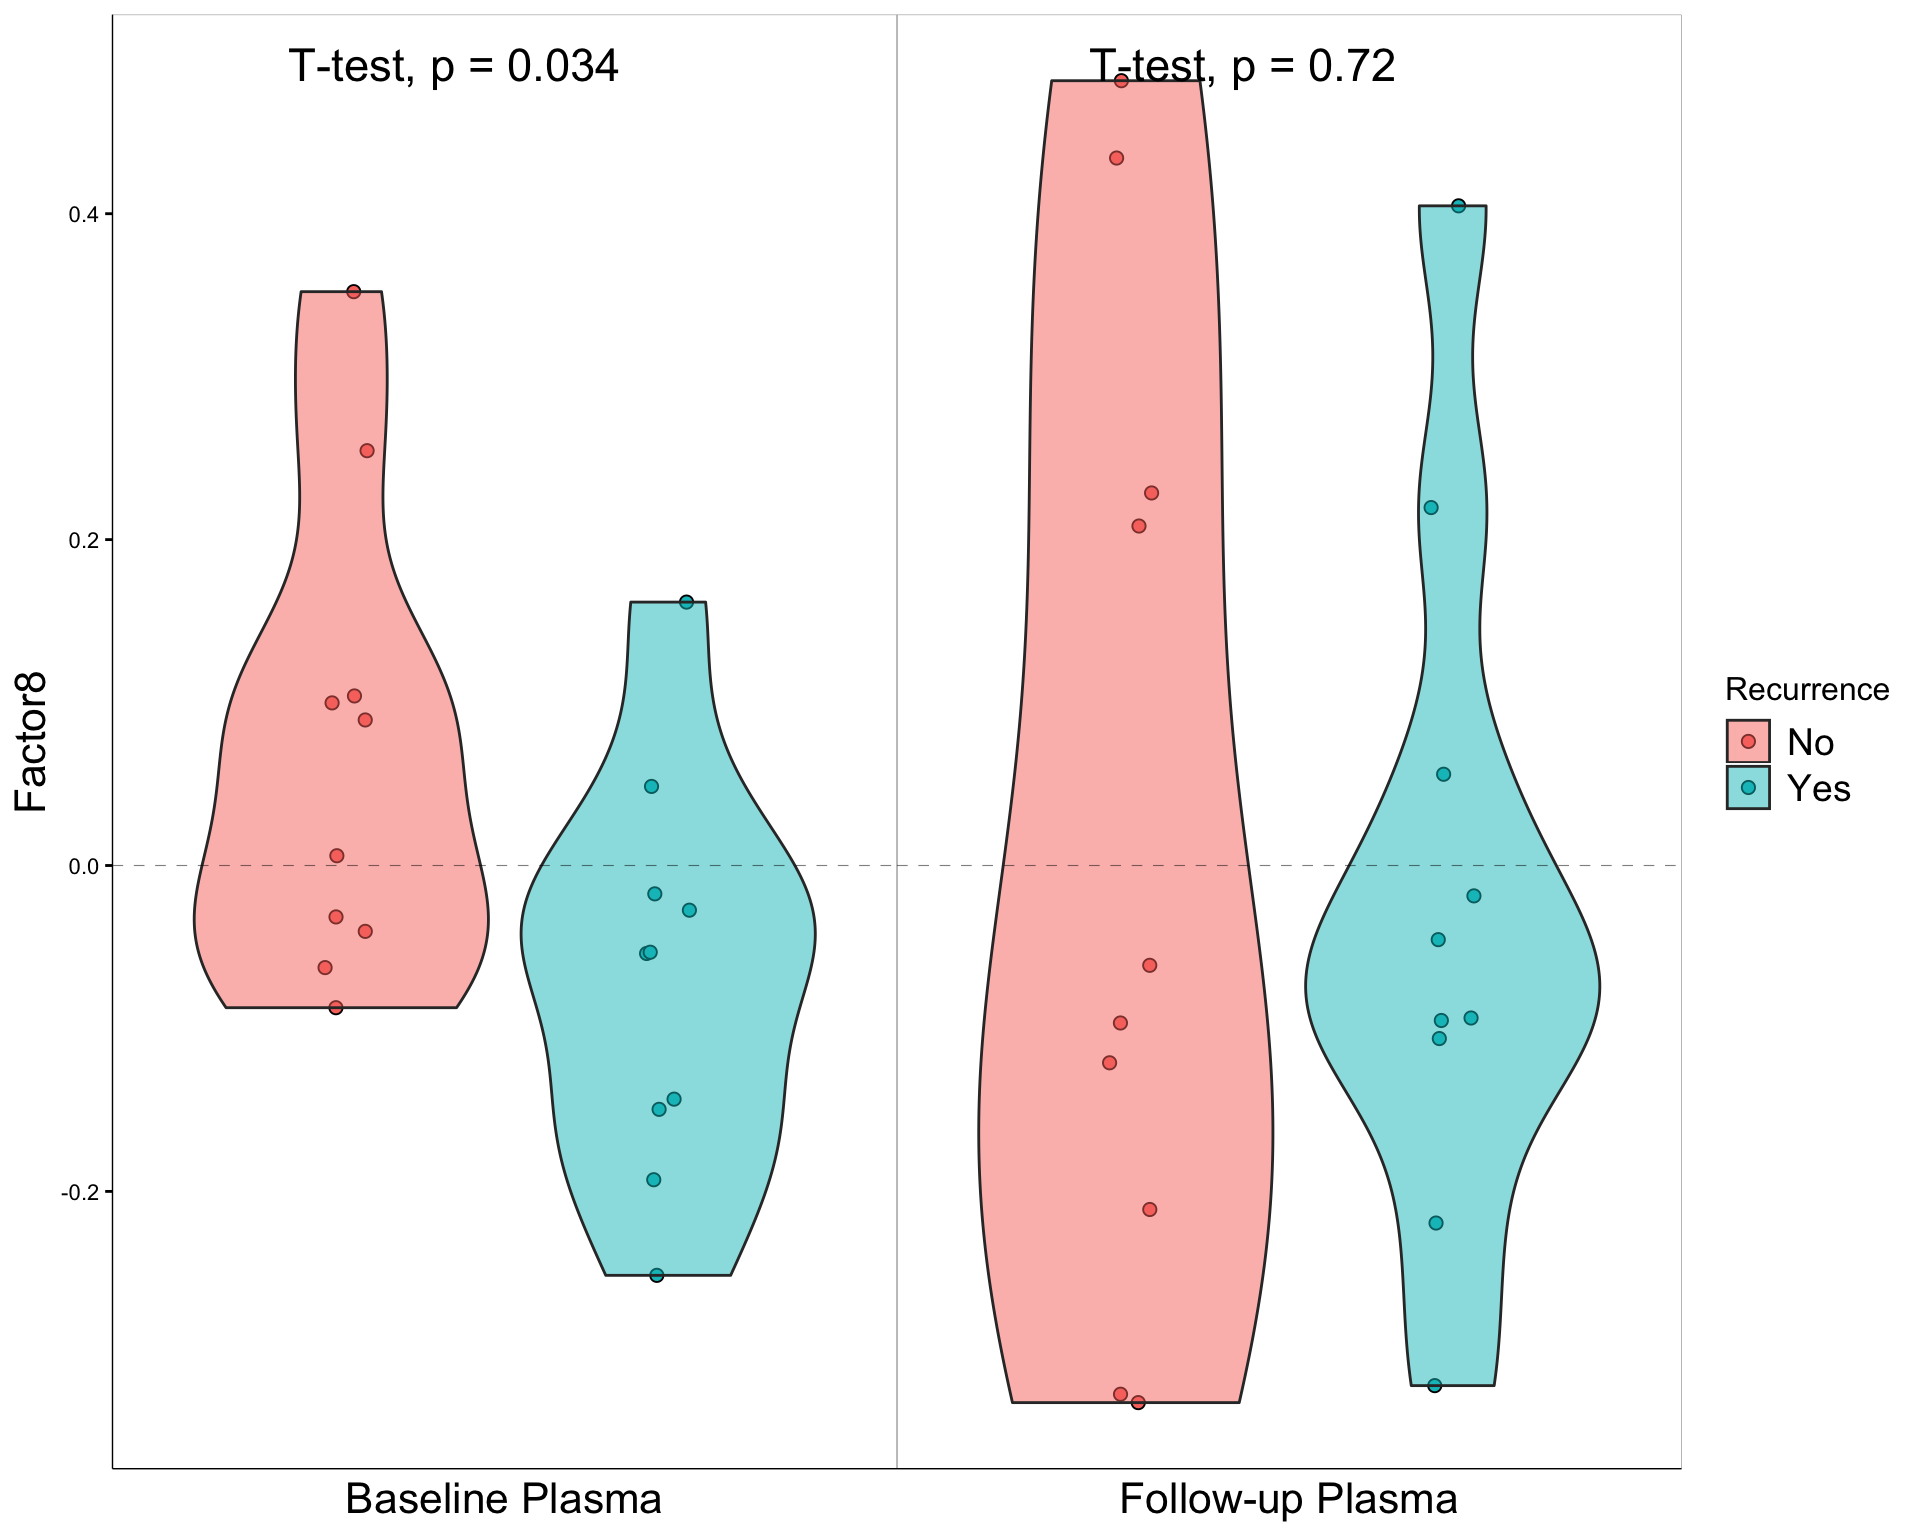 T-test, p = 0.034
T-test, p = 0.72
Factor8
0.4
0.2
0.0
-0.2
Baseline Plasma
Follow-up Plasma
Recurrence
No
Yes